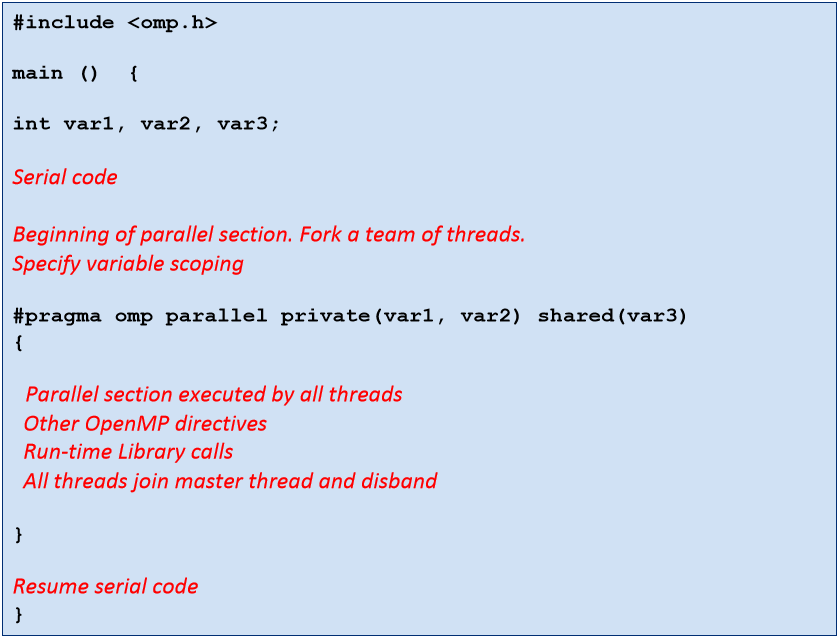 #include <omp.h>
main () {
int var1, var2, var3;
Serial code
Beginning of parallel section. Fork a team of threads.
Specify variable scoping
#pragma omp parallel private(var1, var2) shared(var3)
{
Parallel section executed by all threads
Other OpenMP directives
Run-time Library calls
All threads join master thread and disband
}
Resume serial code
}